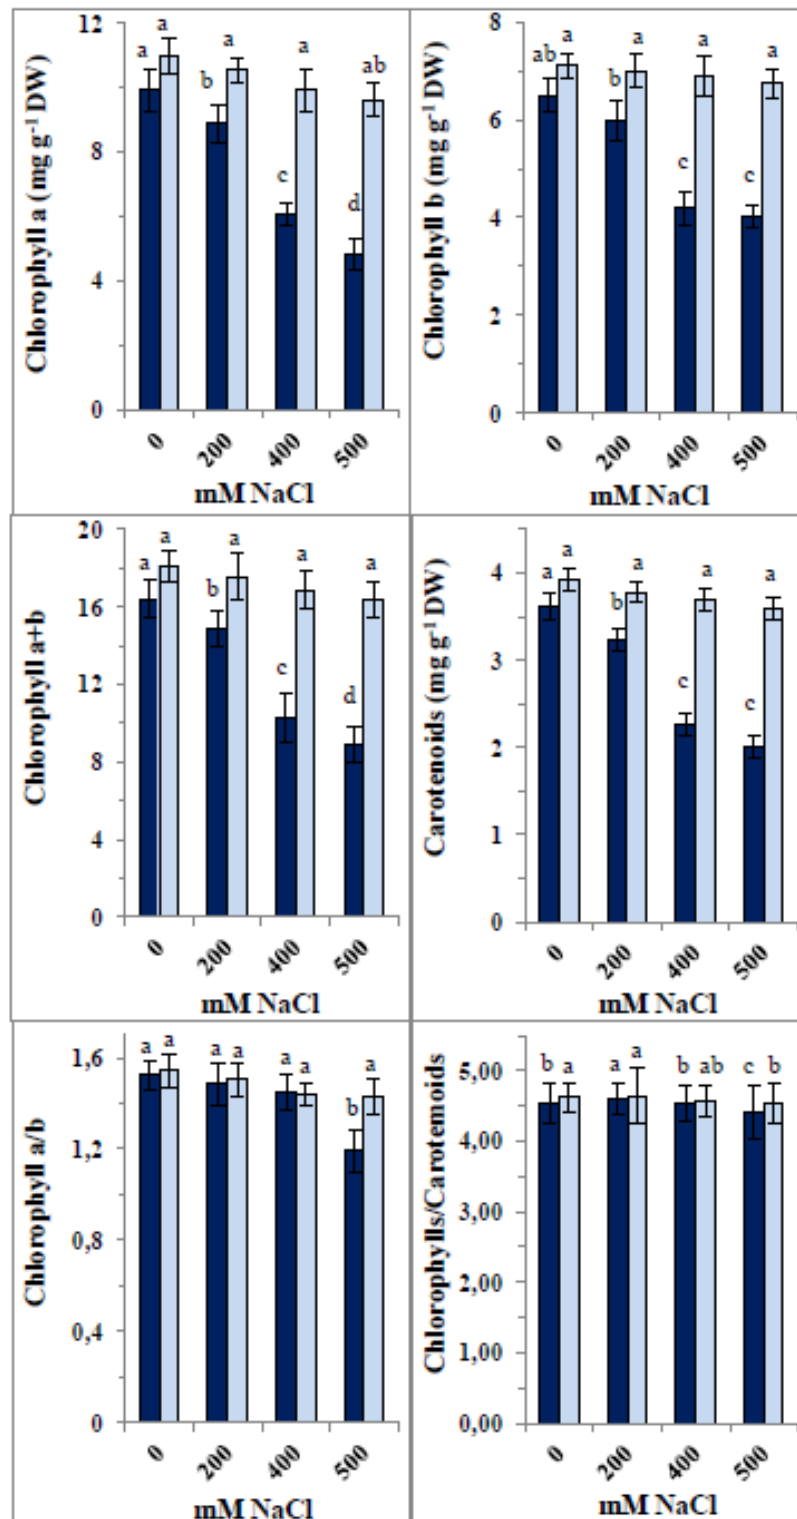 Chlorophyll a (mg g⁻¹ DW)
12
8
4
0
a a b a c a d ab
0 200 400 500
mM NaCl
Chlorophyll b (mg g⁻¹ DW)
8
6
4
2
0
ab a b a c a c a
0 200 400 500
mM NaCl
Chlorophyll a+b
20
16
12
8
4
0
a a b a c a d a
0 200 400 500
mM NaCl
Carotenoids (mg g⁻¹ DW)
4
3
2
1
0
a a b a c a c a
0 200 400 500
mM NaCl
Chlorophyll a/b
1,6
1,2
0,8
0,4
0
a a a a a a b a
0 200 400 500
mM NaCl
Chlorophylls/Carotemoids
5,00
4,00
3,00
2,00
1,00
0,00
b a a a b ab c b
0 200 400 500
mM NaCl